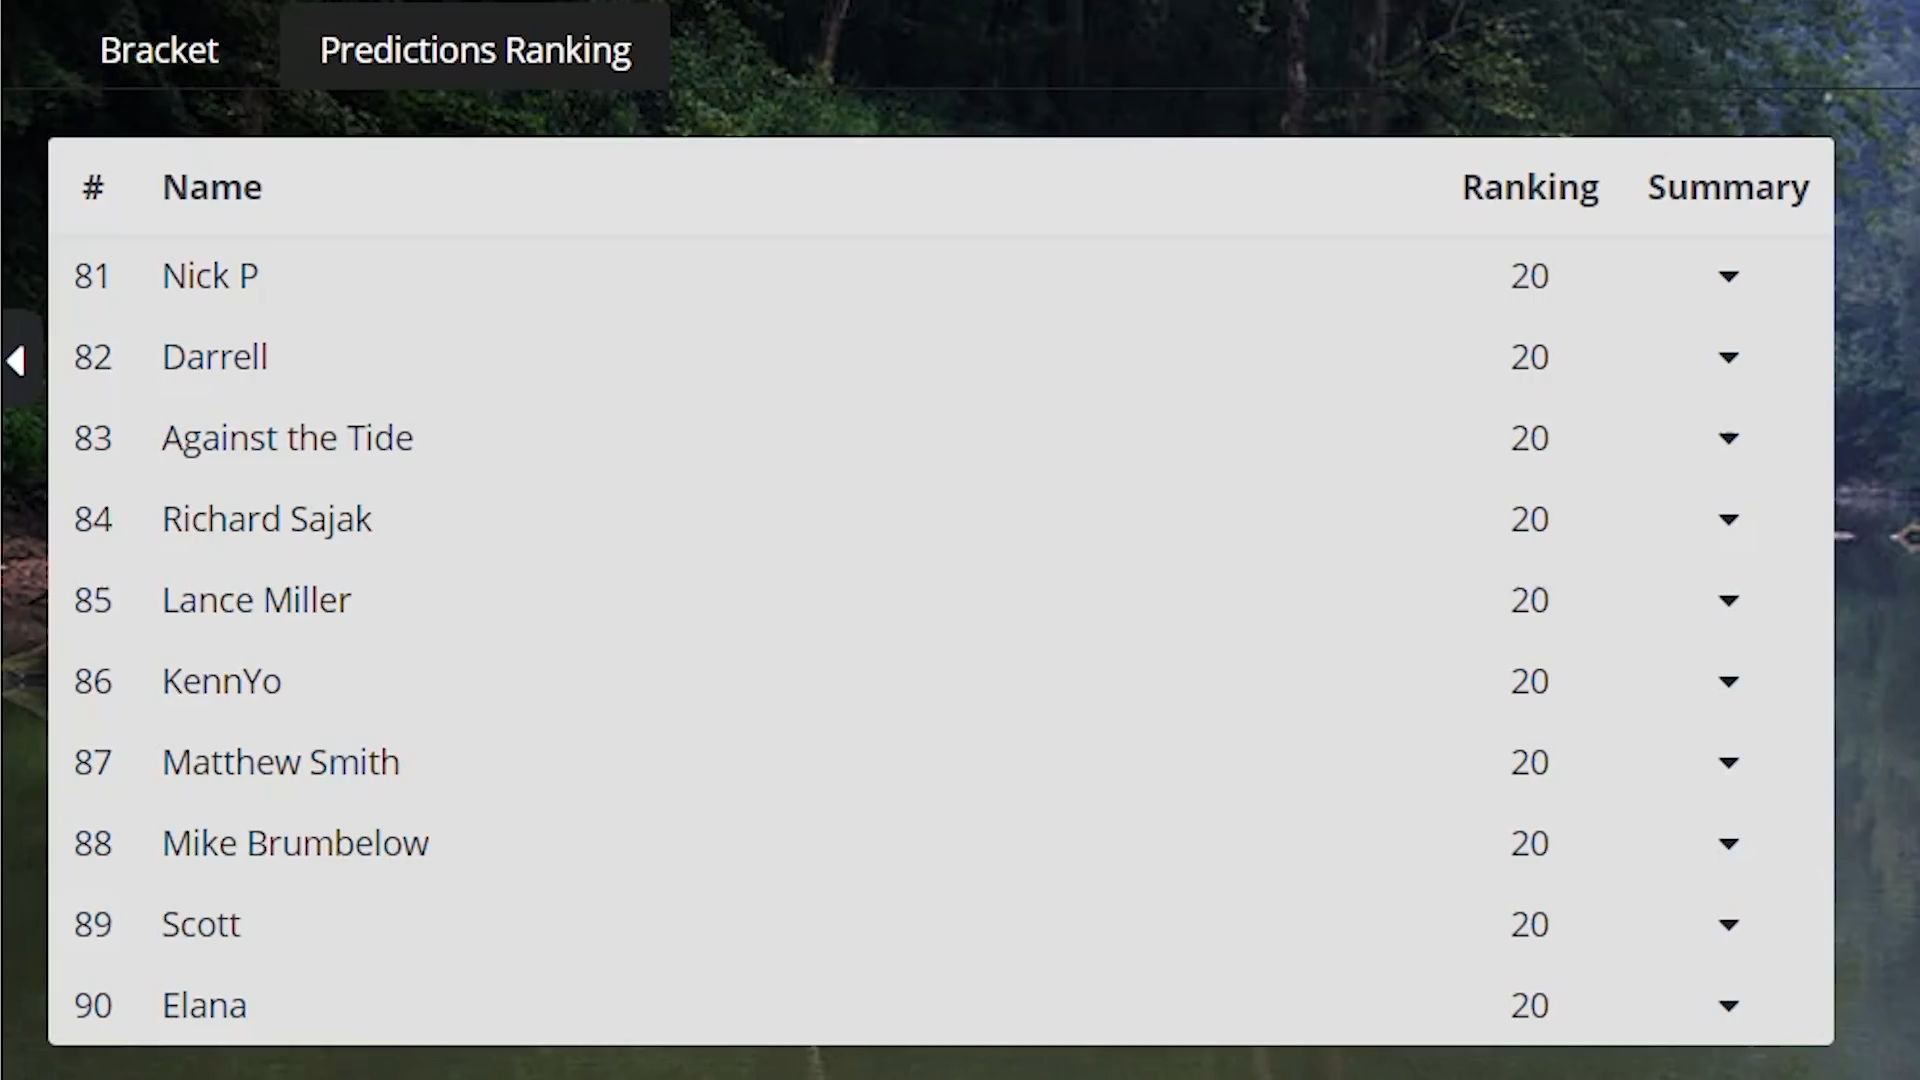 Bracket Predictions Ranking
# Name Ranking Summary
81 Nick P 20
82 Darrell 20
83 Against the Tide 20
84 Richard Sajak 20
85 Lance Miller 20
86 KennYo 20
87 Matthew Smith 20
88 Mike Brumbelow 20
89 Scott 20
90 Elana 20